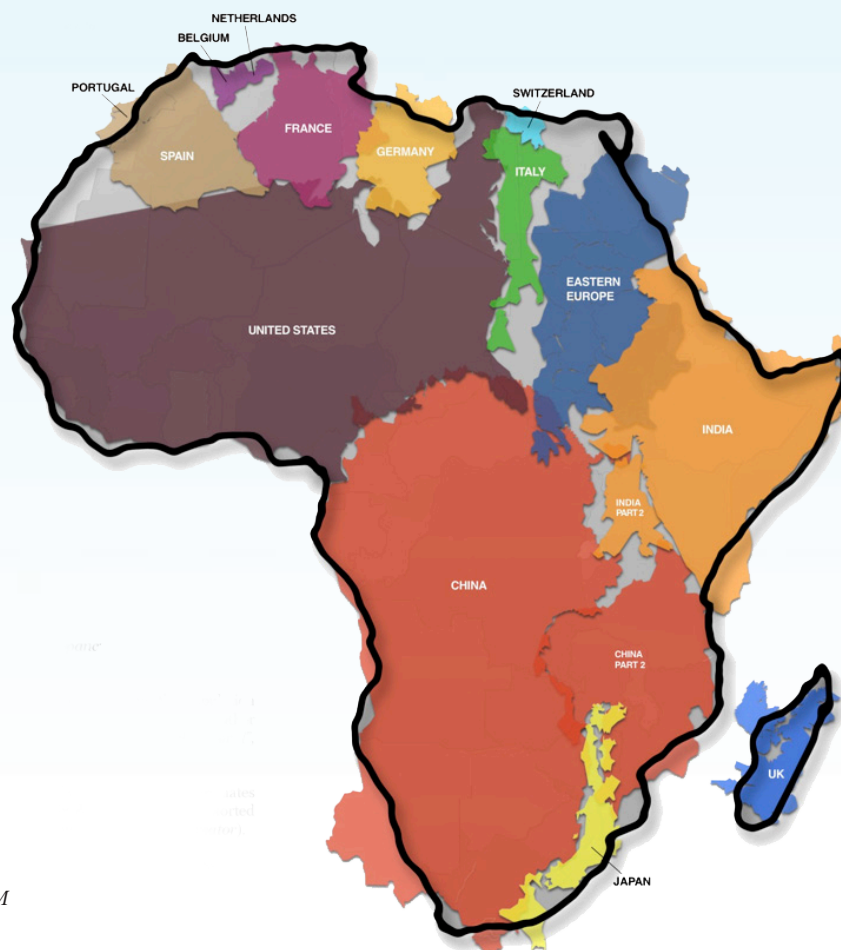 NETHERLANDS
BELGIUM
PORTUGAL
SWITZERLAND
FRANCE
SPAIN
GERMANY
ITALY
EASTERN
EUROPE
UNITED STATES
INDIA
INDIA
PART 2
CHINA
CHINA
PART 2
UK
JAPAN
M